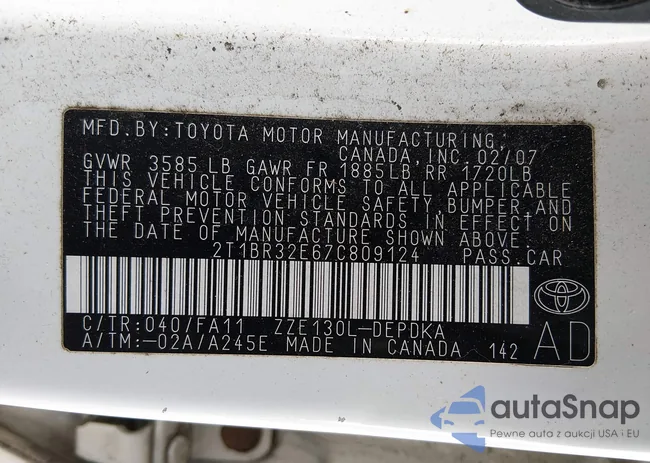 MFD. BY: TOYOTA MOTOR MANUFACTURING,
CANADA, INC. 02/07
GVWR 3585 LB GAWR FR 1885LB RR 1720LB
THIS VEHICLE CONFORMS TO ALL APPLICABLE
FEDERAL MOTOR VEHICLE SAFETY, BUMPER, AND
THEFT PREVENTION STANDARDS IN EFFECT ON
THE DATE OF MANUFACTURE SHOWN ABOVE.
2T1BR32E67C809124 PASS. CAR
C/TR: 040/FA11 ZZE130L-DEPDKA
A/TM: -02A/A245E MADE IN CANADA 142
AD
autaSnap
Pewne auta z aukcji USA i EU